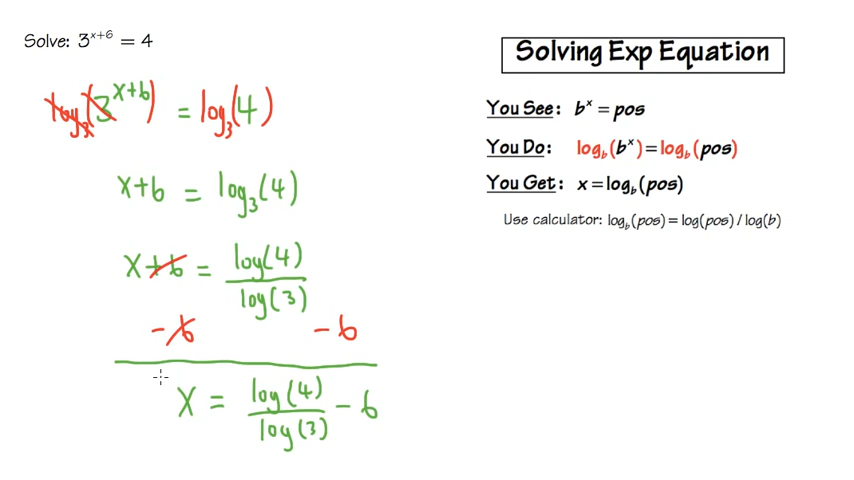 Solve: 3^(x+6) = 4
log₃(3^(x+6)) = log₃(4)
x+6 = log₃(4)
x+6 = log(4)/log(3)
-6 -6
x = log(4)/log(3) - 6
Solving Exp Equation
You See: bˣ = pos
You Do: log_b(bˣ) = log_b(pos)
You Get: x = log_b(pos)
Use calculator: log_b(pos) = log(pos) / log(b)